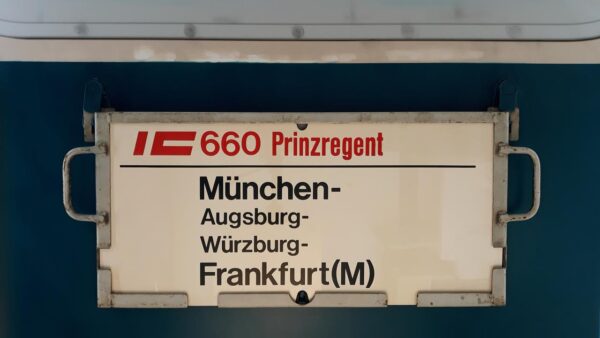 IC 660 Prinzregent
München-
Augsburg-
Würzburg-
Frankfurt(M)